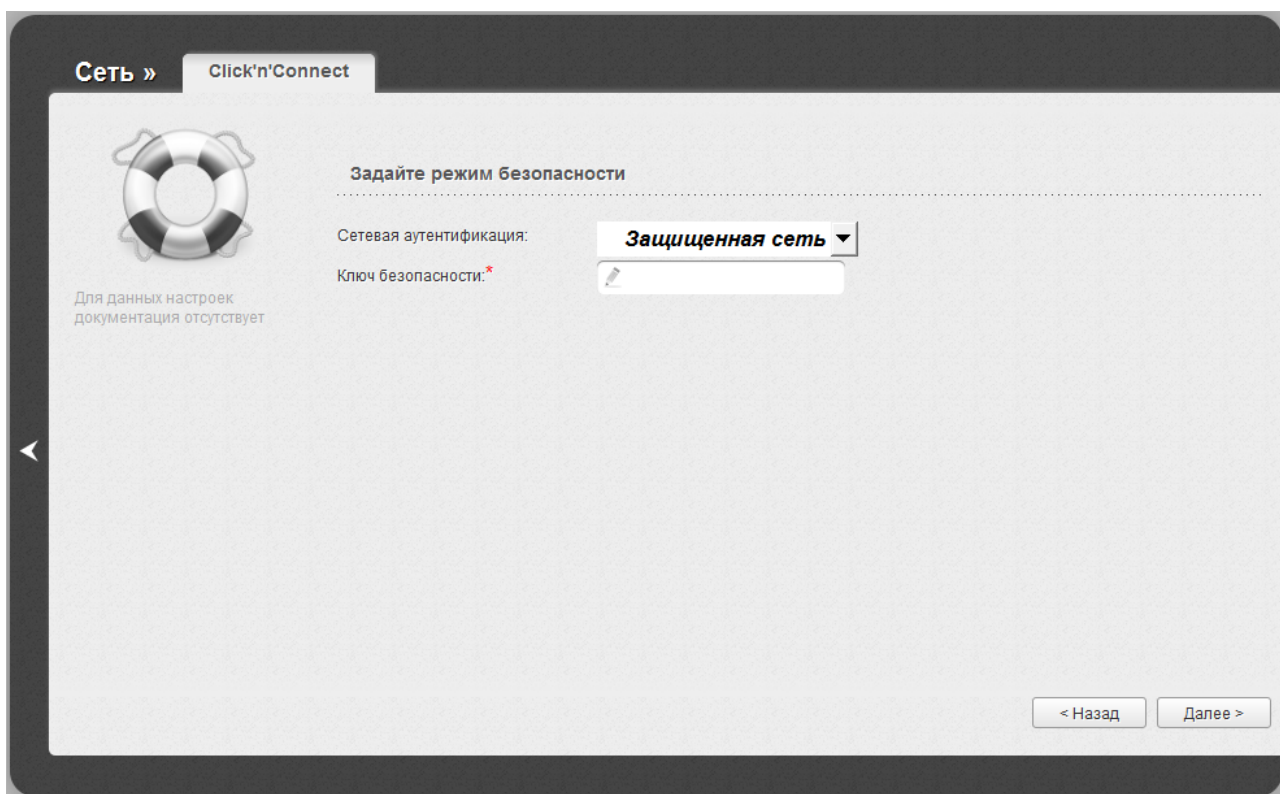 Сеть »
Click'n'Connect
Задайте режим безопасности
Сетевая аутентификация:
Защищенная сеть
Ключ безопасности:*
Для данных настроек
документация отсутствует
< Назад
Далее >